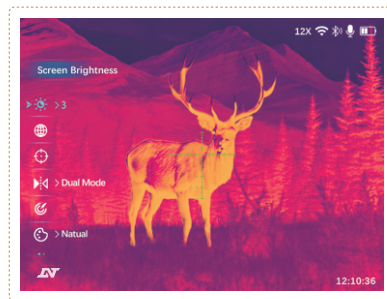 12X
Screen Brightness
> 3
> Dual Mode
> Natual
12:10:36